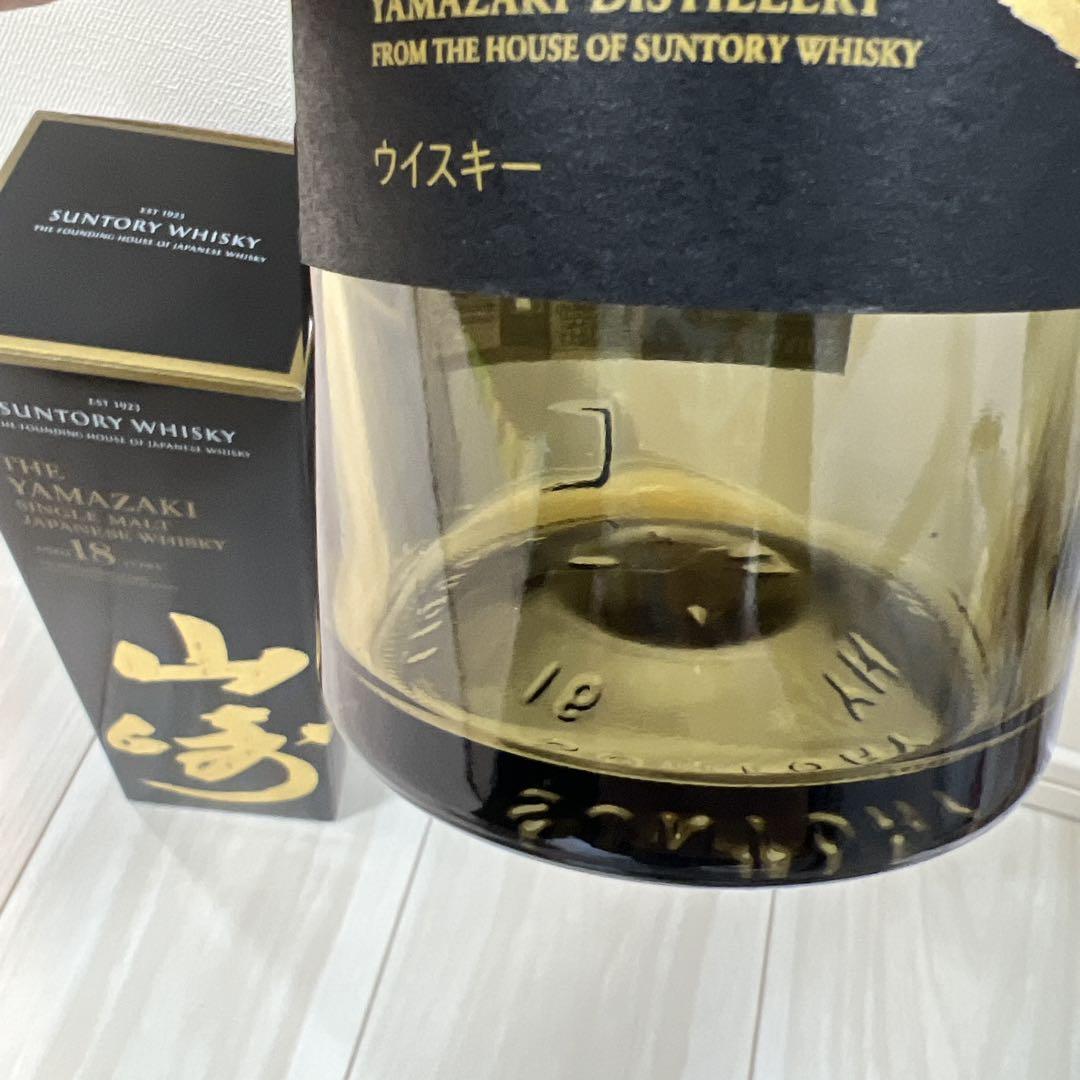 YAMAZAKI DISTILLERY
FROM THE HOUSE OF SUNTORY WHISKY
ウイスキー
EST 1923
SUNTORY WHISKY
THE FOUNDING HOUSE OF JAPANESE WHISKY
EST 1923
SUNTORY WHISKY
THE FOUNDING HOUSE OF JAPANESE WHISKY
THE
YAMAZAKI
SINGLE MALT
JAPANESE WHISKY
AGED 18 YEARS
山崎
18